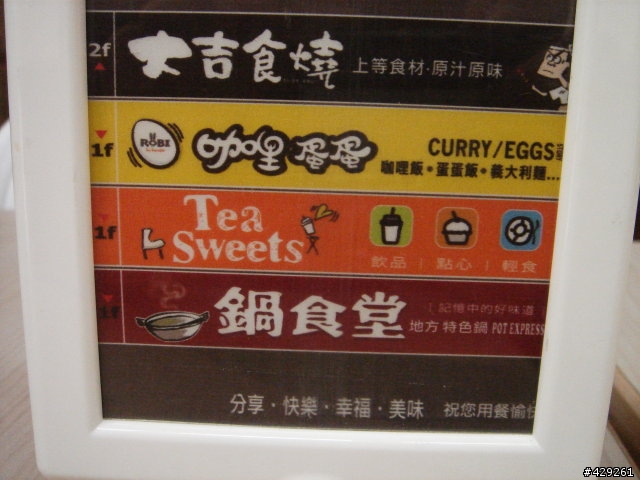 2f 大吉食燒 上等食材·原汁原味
1f ROBI 咖哩蛋蛋 CURRY/EGGS
咖哩飯·蛋蛋飯·義大利麵...
1f Tea Sweets
飲品 | 點心 | 輕食
1f 鍋食堂 | 記憶中的好味道 |
地方 特色鍋 POT EXPRESS
分享·快樂·幸福·美味 祝您用餐愉快
#429261